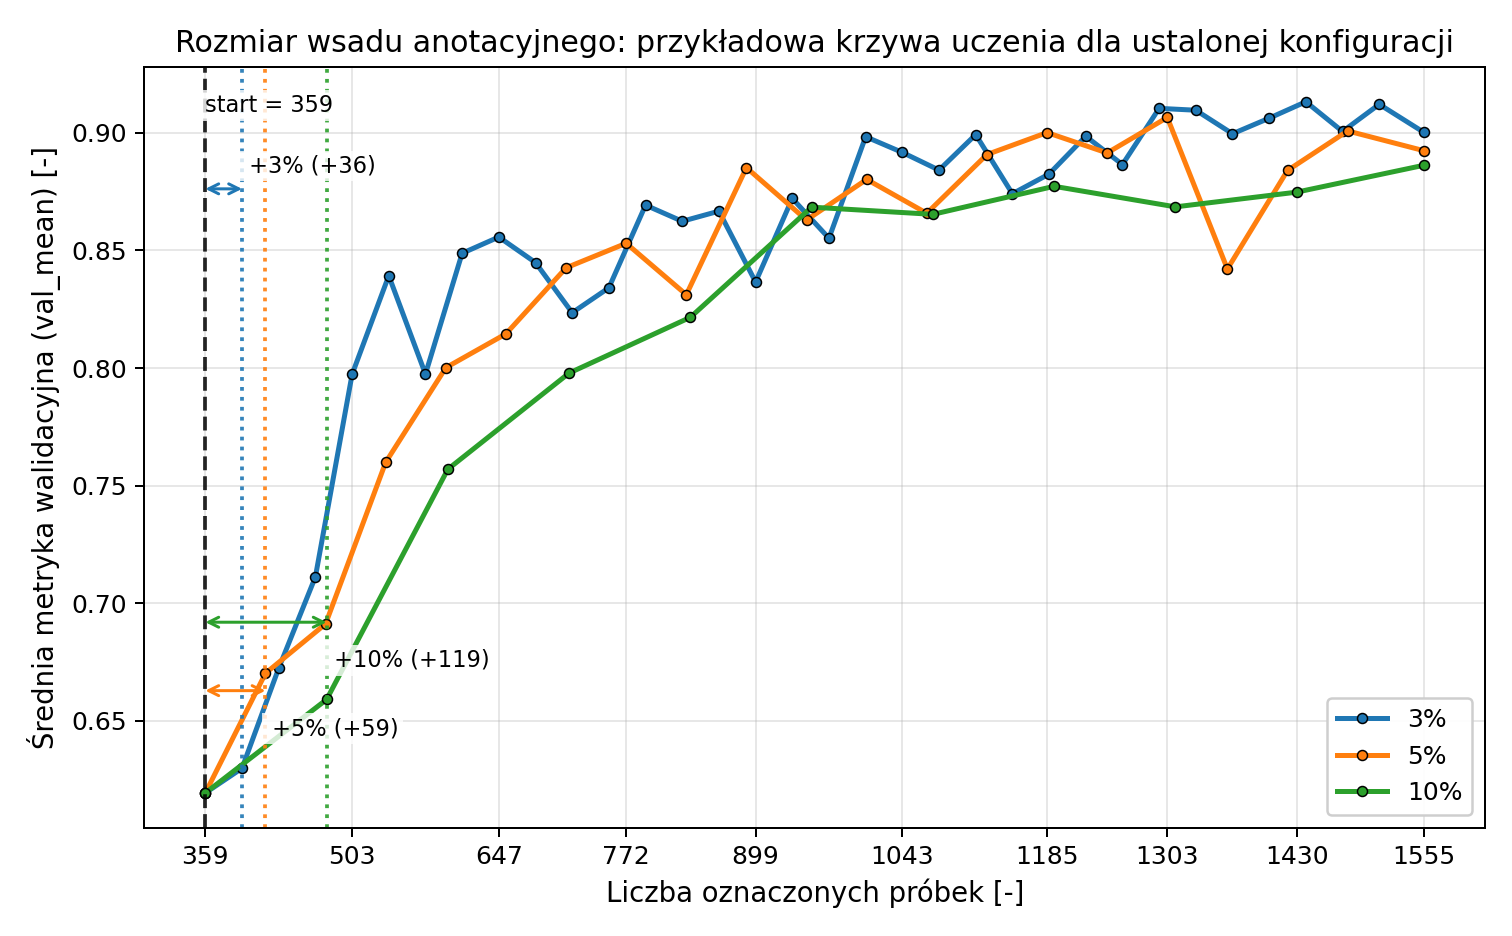 Rozmiar wsadu anotacyjnego: przykładowa krzywa uczenia dla ustalonej konfiguracji
Średnia metryka walidacyjna (val_mean) [-]
0.90
0.85
0.80
0.75
0.70
0.65
start = 359
+3% (+36)
+10% (+119)
+5% (+59)
3%
5%
10%
359 503 647 772 899 1043 1185 1303 1430 1555
Liczba oznaczonych próbek [-]